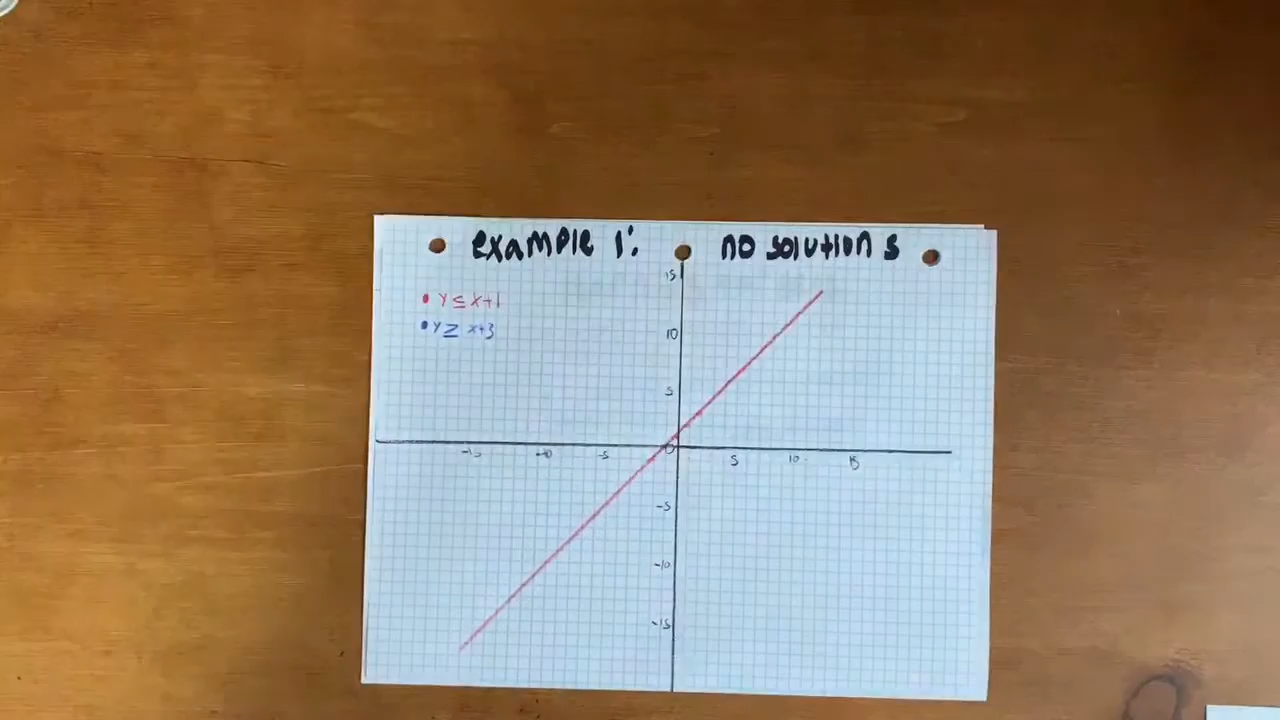 example 1: no solutions
• y ≤ x+1
• y ≥ x+3
15
10
5
-15 -10 -5 0 5 10 15
-5
-10
-15